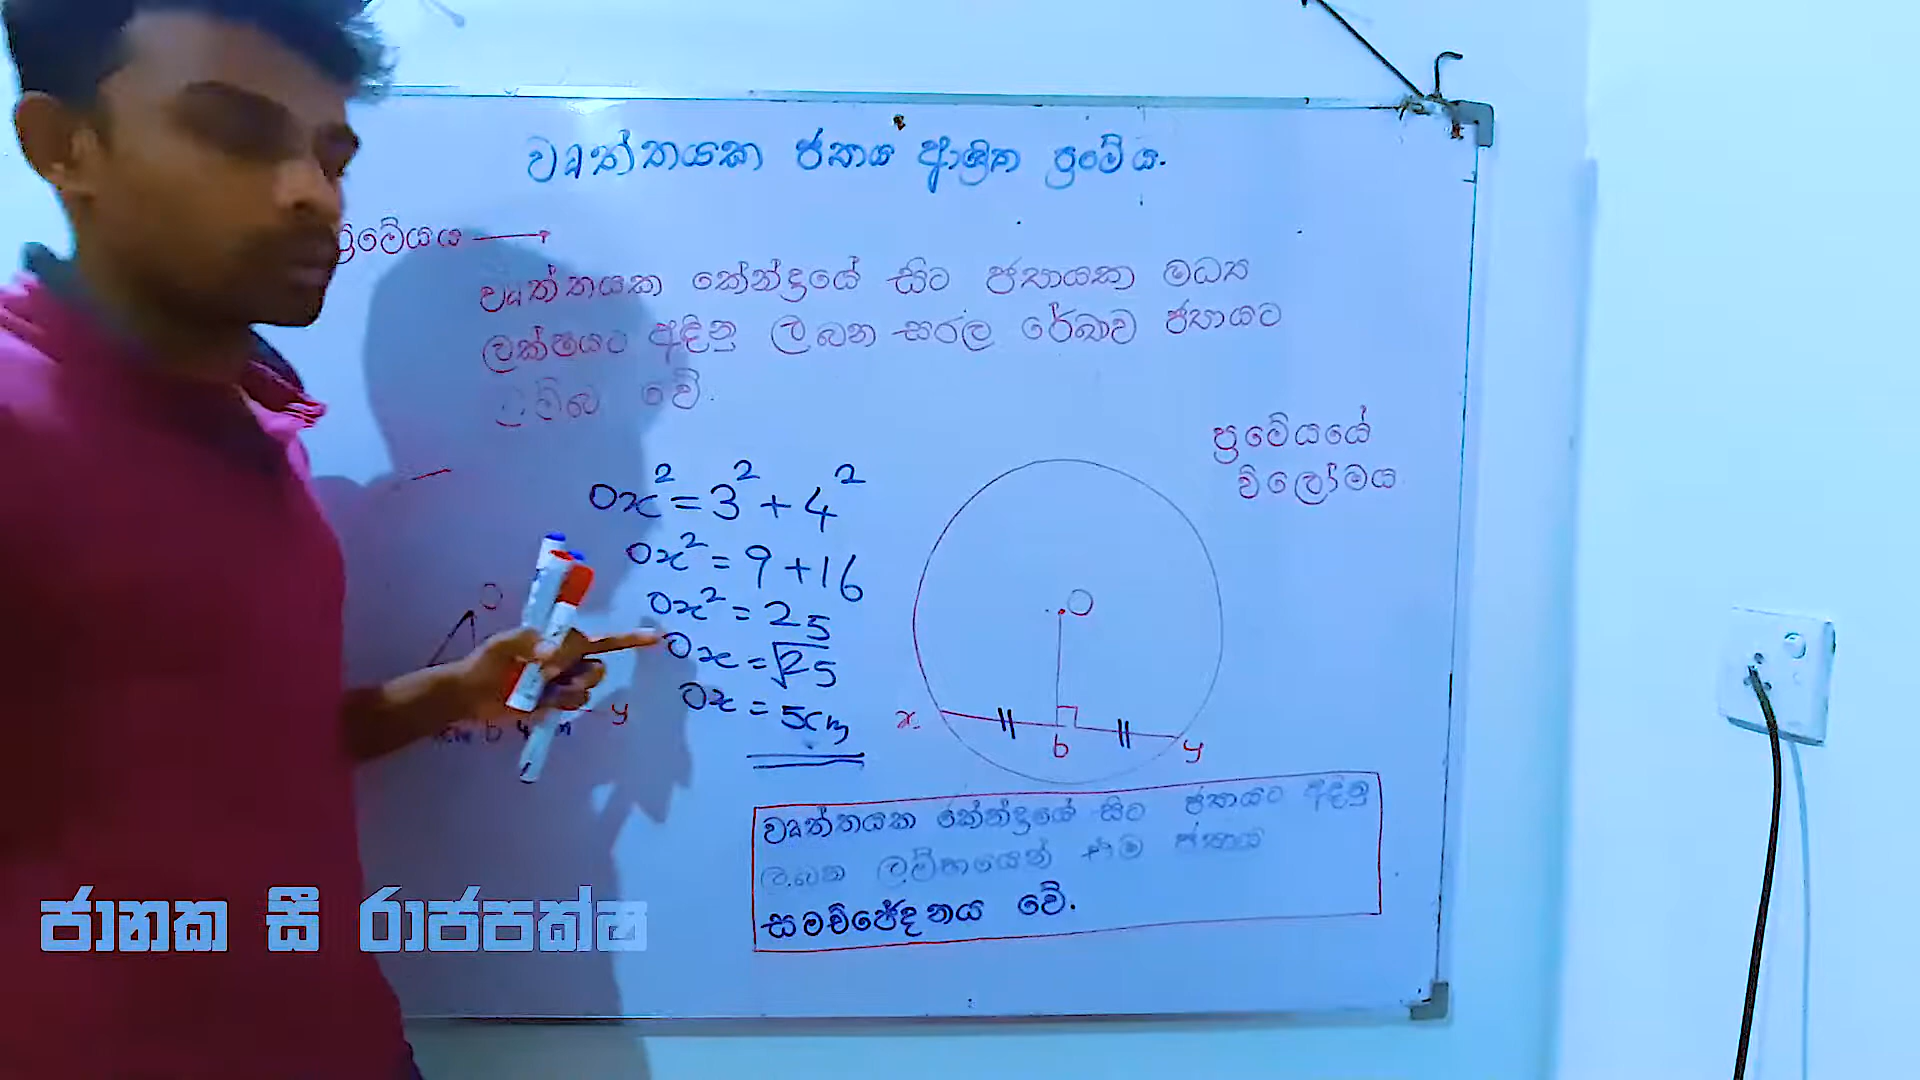 වෘත්තයක ජ්‍යාය ආශ්‍රිත ප්‍රමේය.
ප්‍රමේයය
වෘත්තයක කේන්ද්‍රයේ සිට ජ්‍යායක මධ්‍ය
ලක්ෂයට අඳිනු ලබන සරල රේඛාව ජ්‍යායට
ලම්බ වේ.
ප්‍රමේයයේ
විලෝමය
Ox² = 3² + 4²
Ox² = 9 + 16
Ox² = 25
Ox = √25
Ox = 5cm
O
y
b
O
x
b
y
වෘත්තයක කේන්ද්‍රයේ සිට ජ්‍යායට අඳිනු
ලබන ලම්භයෙන් එම ජ්‍යාය
සමච්ඡේදනය වේ.
ජානක සී රාජපක්ෂ